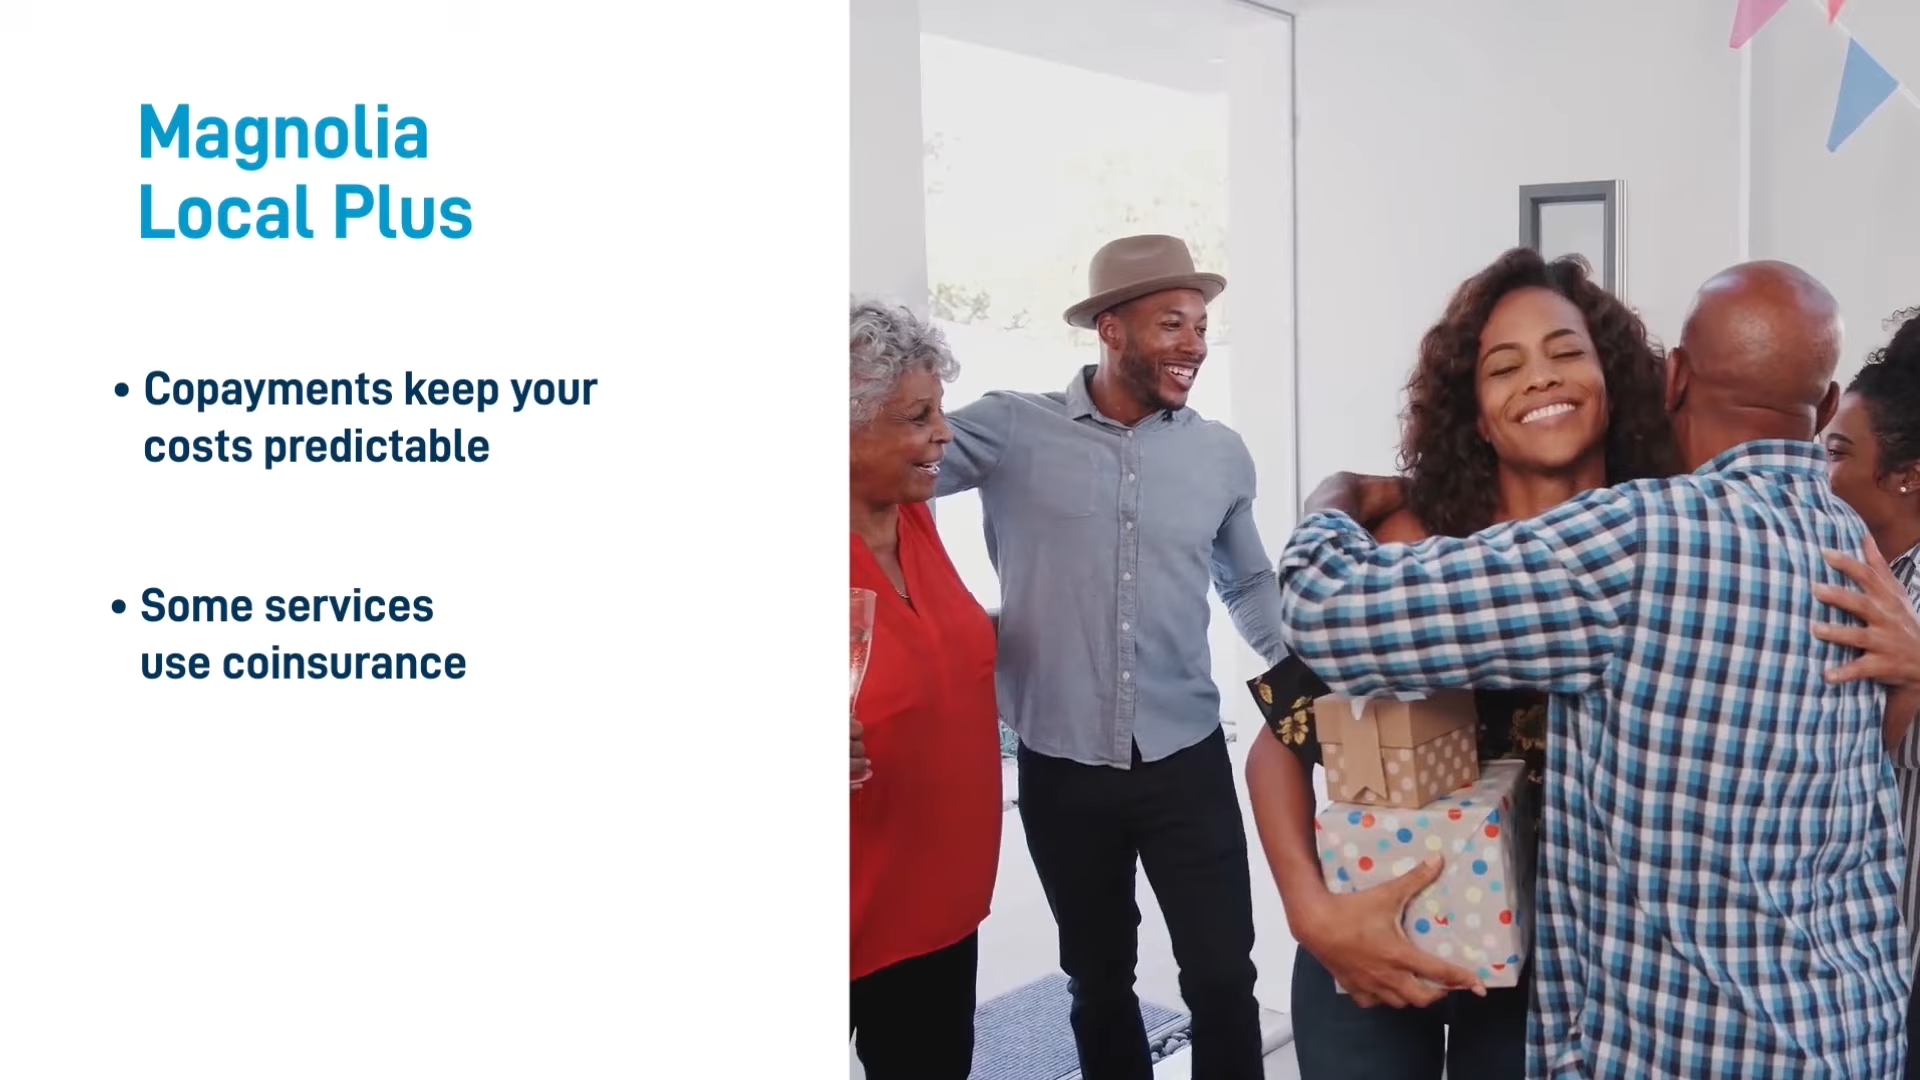 Magnolia
Local Plus
• Copayments keep your
costs predictable
• Some services
use coinsurance